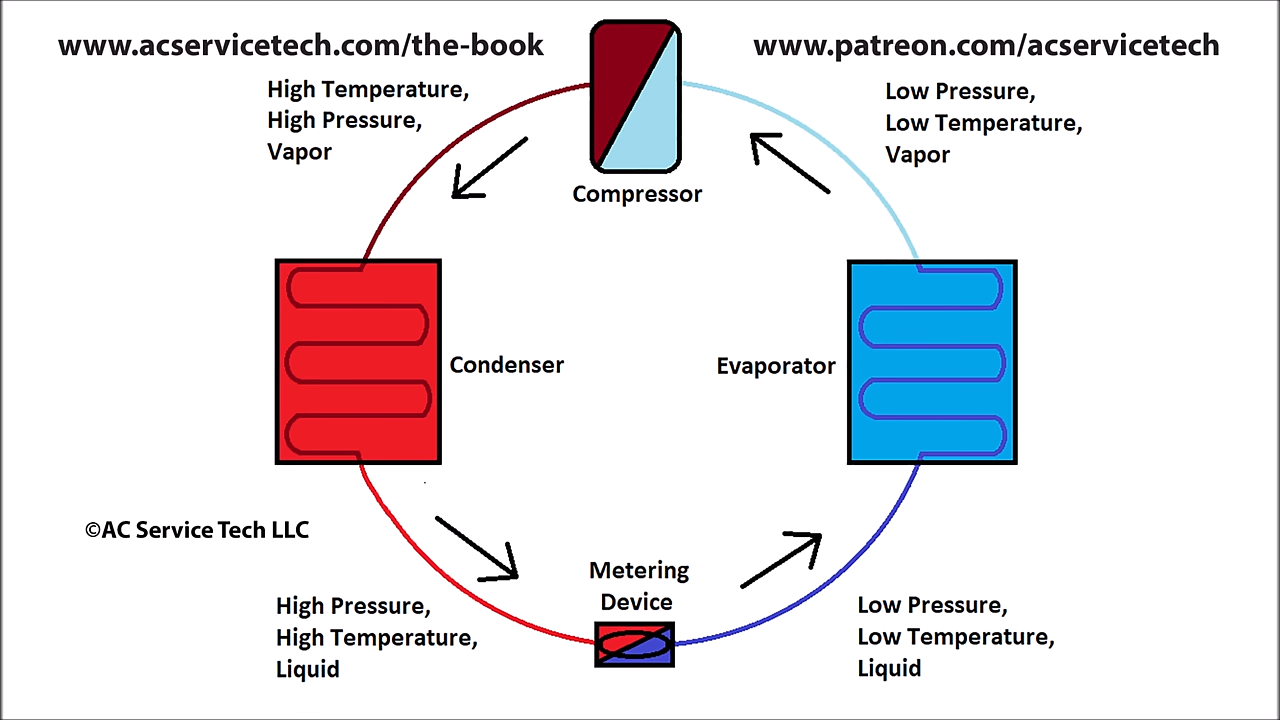 www.acservicetech.com/the-book
www.patreon.com/acservicetech
High Temperature,
High Pressure,
Vapor
Low Pressure,
Low Temperature,
Vapor
Compressor
Condenser
Evaporator
©AC Service Tech LLC
Metering
Device
High Pressure,
High Temperature,
Liquid
Low Pressure,
Low Temperature,
Liquid